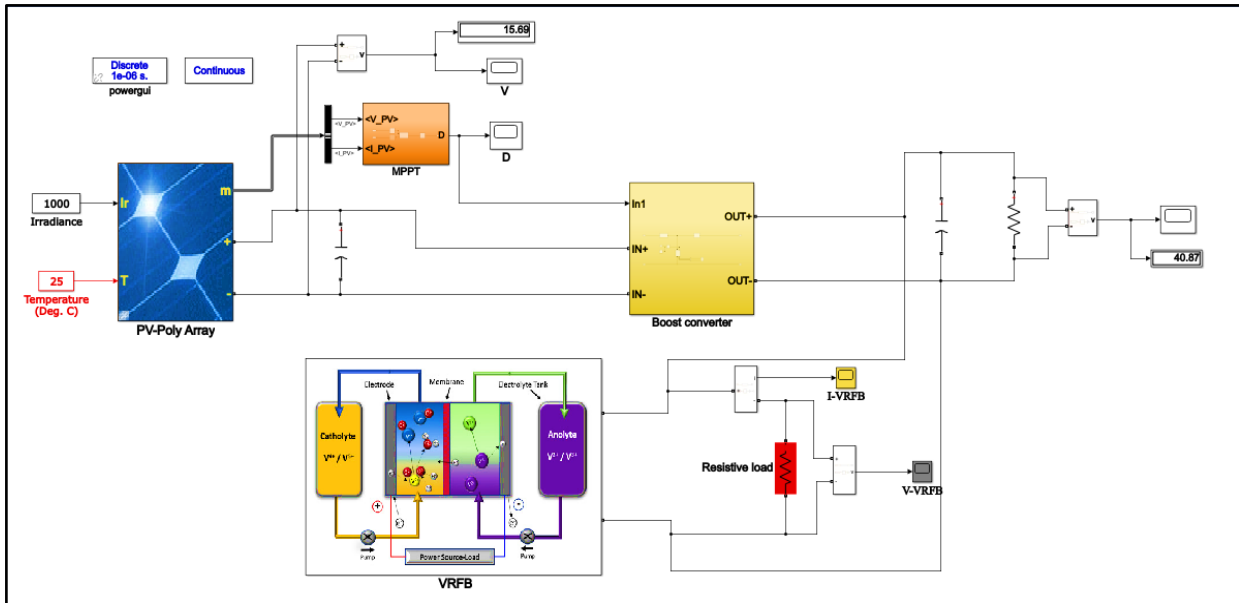 15.69
Discrete
1e-06 s.
powergui
Continuous
+
-
v
V
<V_PV>
<I_PV>
<V_PV>
<I_PV>
D
MPPT
D
1000
Irradiance
25
Temperature
(Deg. C)
Ir
T
m
+
-
PV-Poly Array
In1
IN+
IN-
OUT+
OUT-
Boost converter
+
-
v
40.87
Electrode
Membrane
Electrolyte Tank
Catholyte
Anolyte
+
-
Pump
Pump
Power Source-Load
VRFB
I-VRFB
Resistive load
V-VRFB